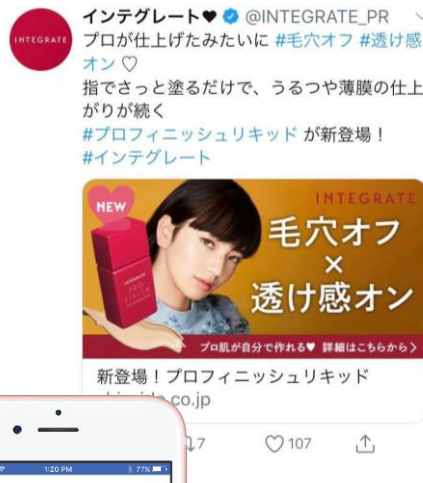 INTEGRATE
インテグレート♥ @INTEGRATE_PR
プロが仕上げたみたいに #毛穴オフ #透け感
オン ♡
指でさっと塗るだけで、うるつや薄膜の仕上
がりが続く
#プロフィニッシュリキッド が新登場！
#インテグレート
NEW
INTEGRATE
毛穴オフ
×
透け感オン
INTEGRATE
PRO
FINISH
プロ肌が自分で作れる♥ 詳細はこちらから＞
新登場！プロフィニッシュリキッド
co.jp
7
107
1:20 PM
77%